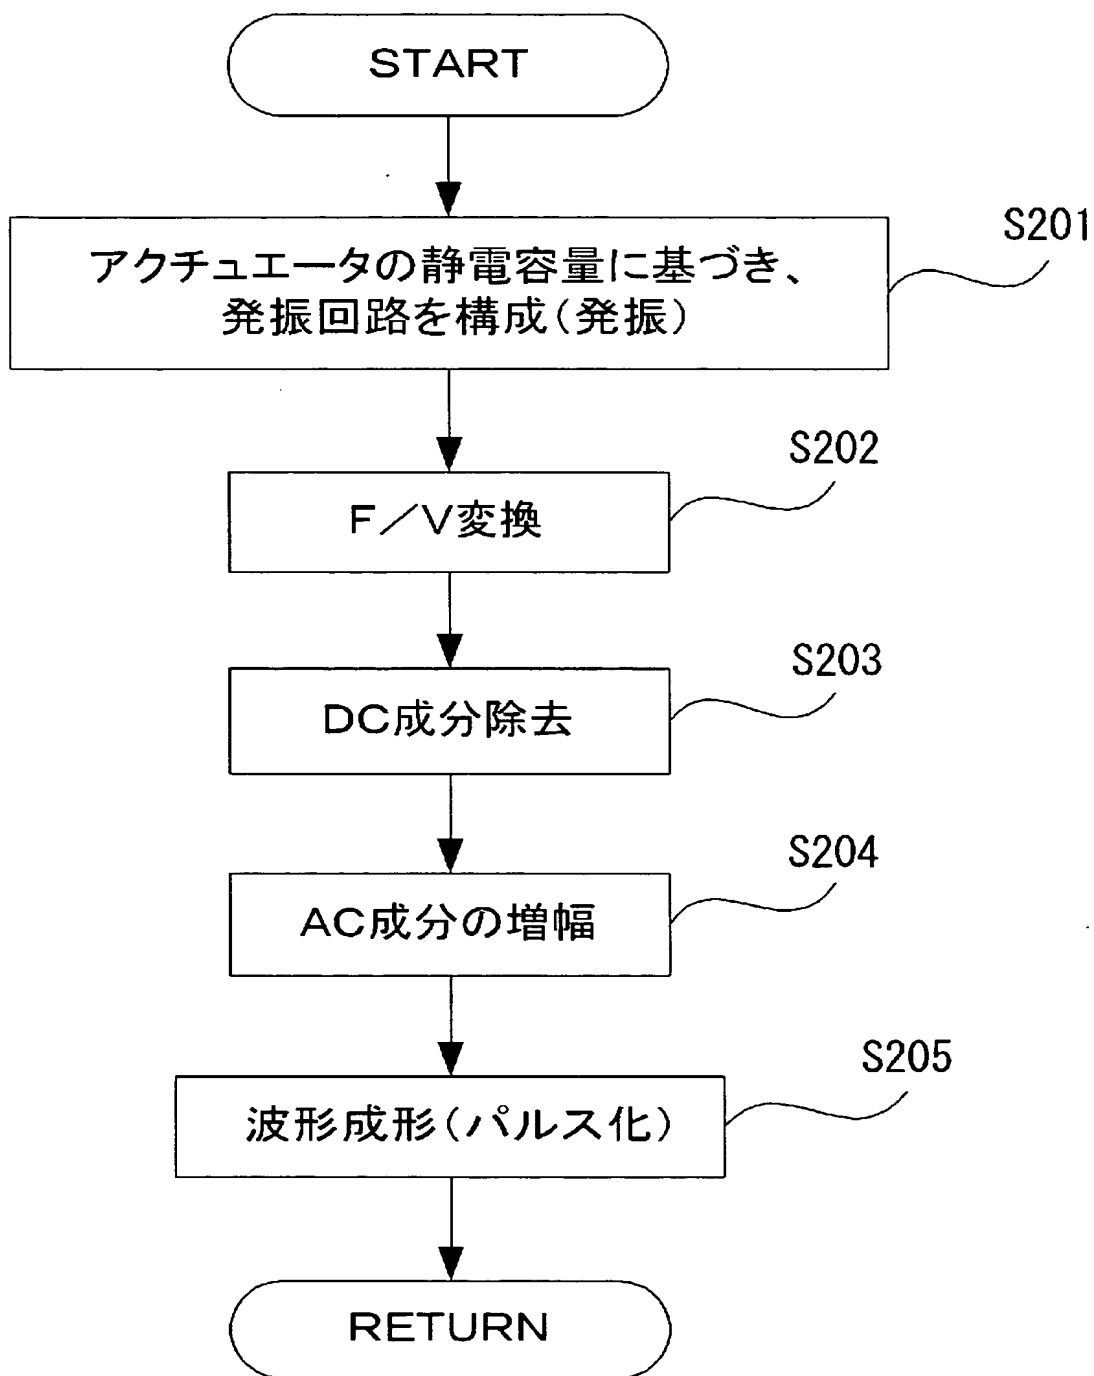 START
S201
アクチュエータの静電容量に基づき、
発振回路を構成(発振)
S202
F/V変換
S203
DC成分除去
S204
AC成分の増幅
S205
波形成形(パルス化)
RETURN